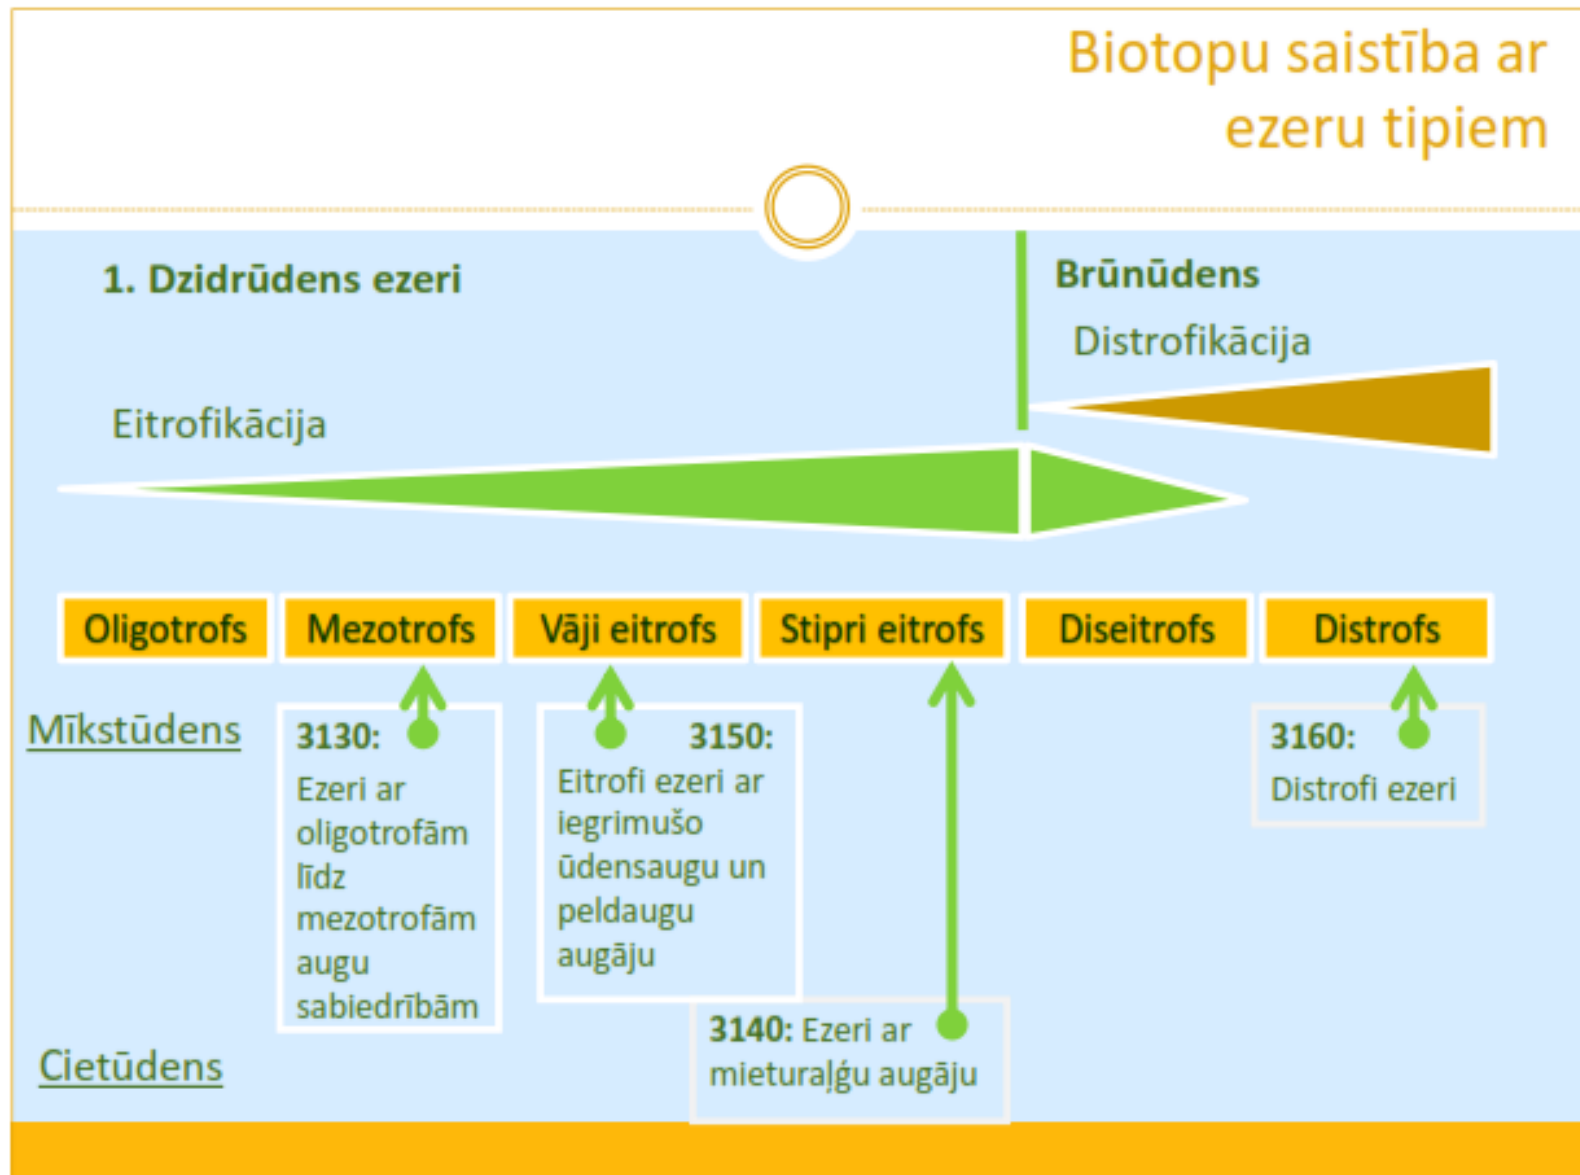 Biotopu saistība ar
ezeru tipiem
1. Dzidrūdens ezeri
Brūnūdens
Distrofikācija
Eitrofikācija
Oligotrofs
Mezotrofs
Vāji eitrofs
Stipri eitrofs
Diseitrofs
Distrofs
Mīkstūdens
3130:
Ezeri ar
oligotrofām
līdz
mezotrofām
augu
sabiedrībām
3150:
Eitrofi ezeri ar
iegrimušo
ūdensaugu un
peldaugu
augāju
3160:
Distrofi ezeri
3140: Ezeri ar
mieturaļģu augāju
Cietūdens